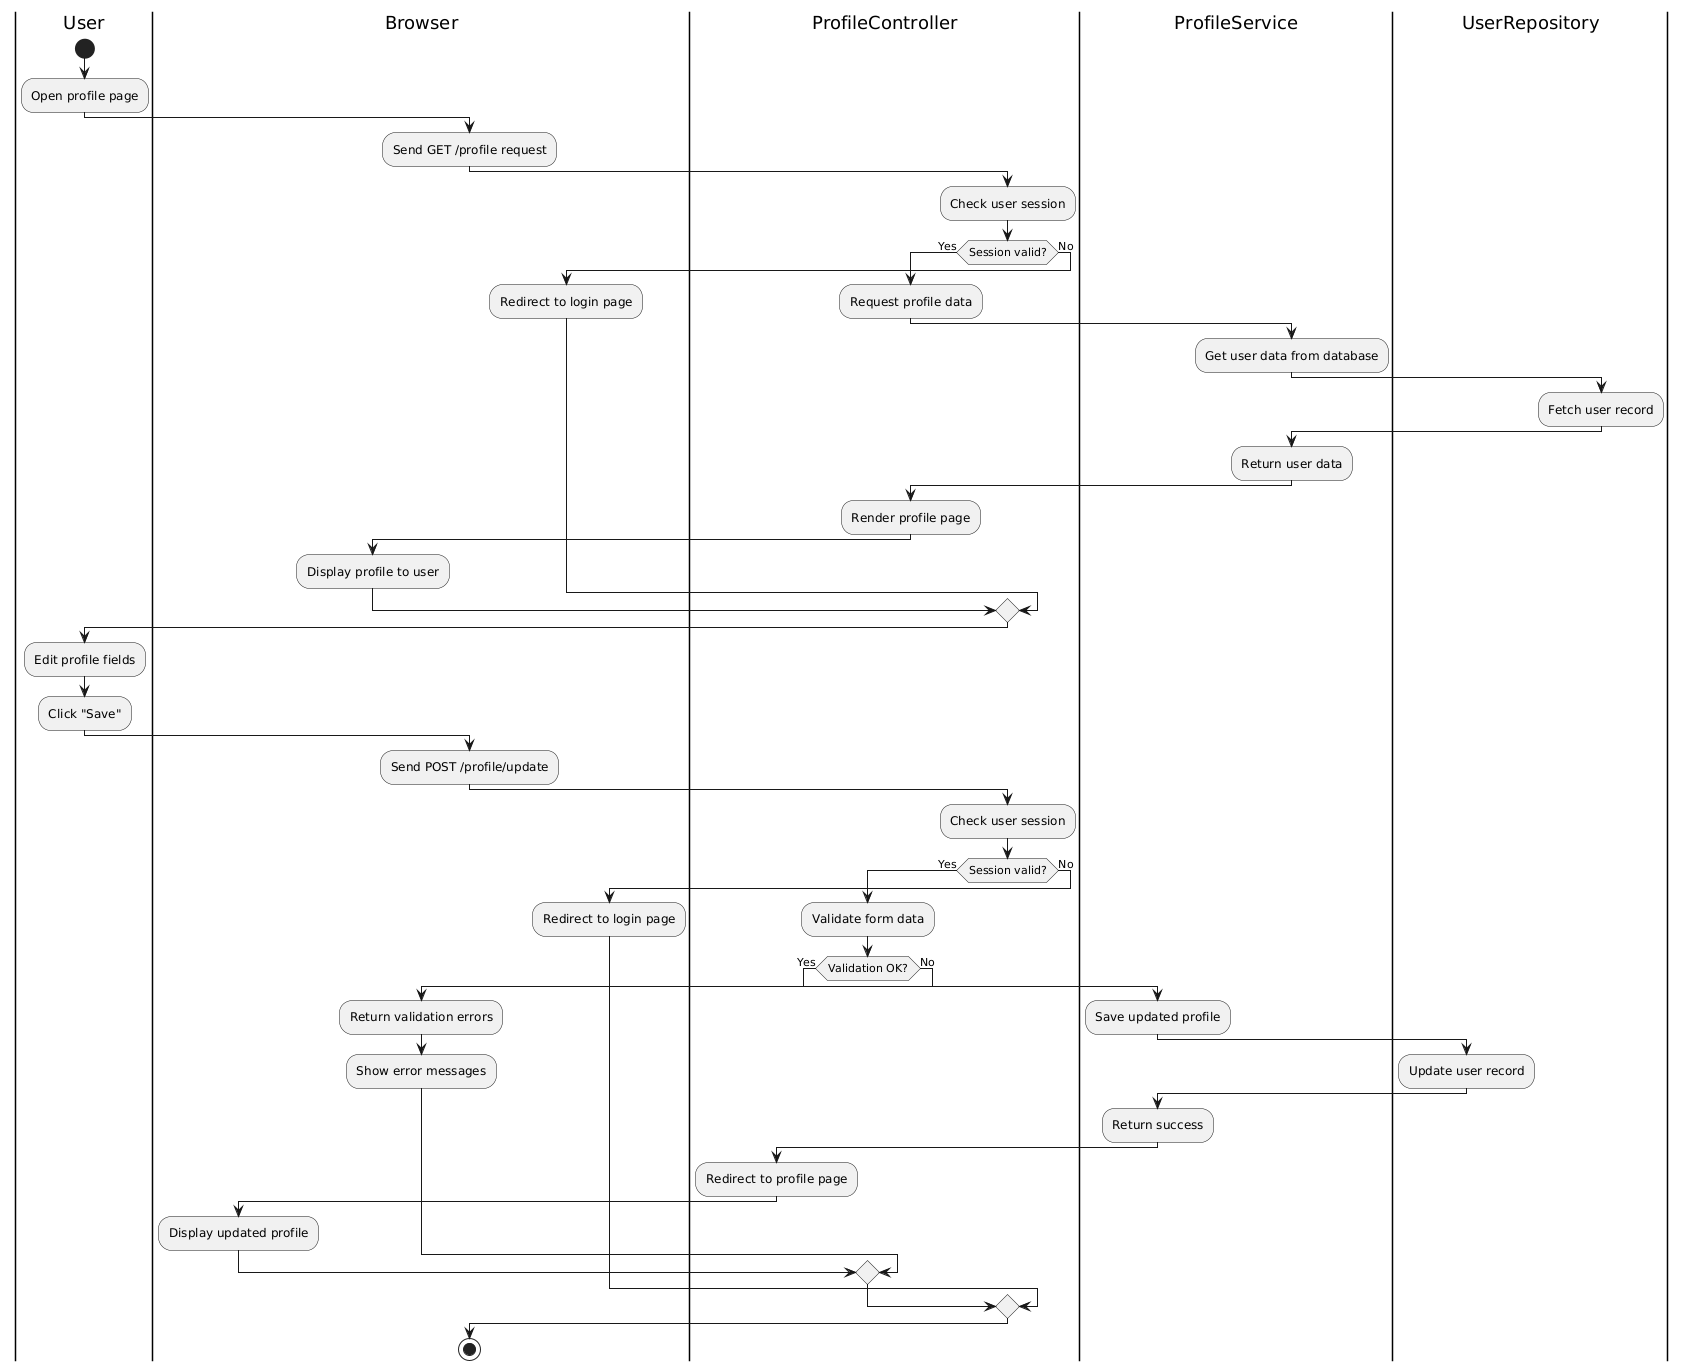 User
Browser
ProfileController
ProfileService
UserRepository
Open profile page
Send GET /profile request
Check user session
Yes
Session valid?
No
Redirect to login page
Request profile data
Get user data from database
Fetch user record
Return user data
Render profile page
Display profile to user
Edit profile fields
Click "Save"
Send POST /profile/update
Check user session
Yes
Session valid?
No
Redirect to login page
Validate form data
Yes
Validation OK?
No
Return validation errors
Save updated profile
Show error messages
Update user record
Return success
Redirect to profile page
Display updated profile